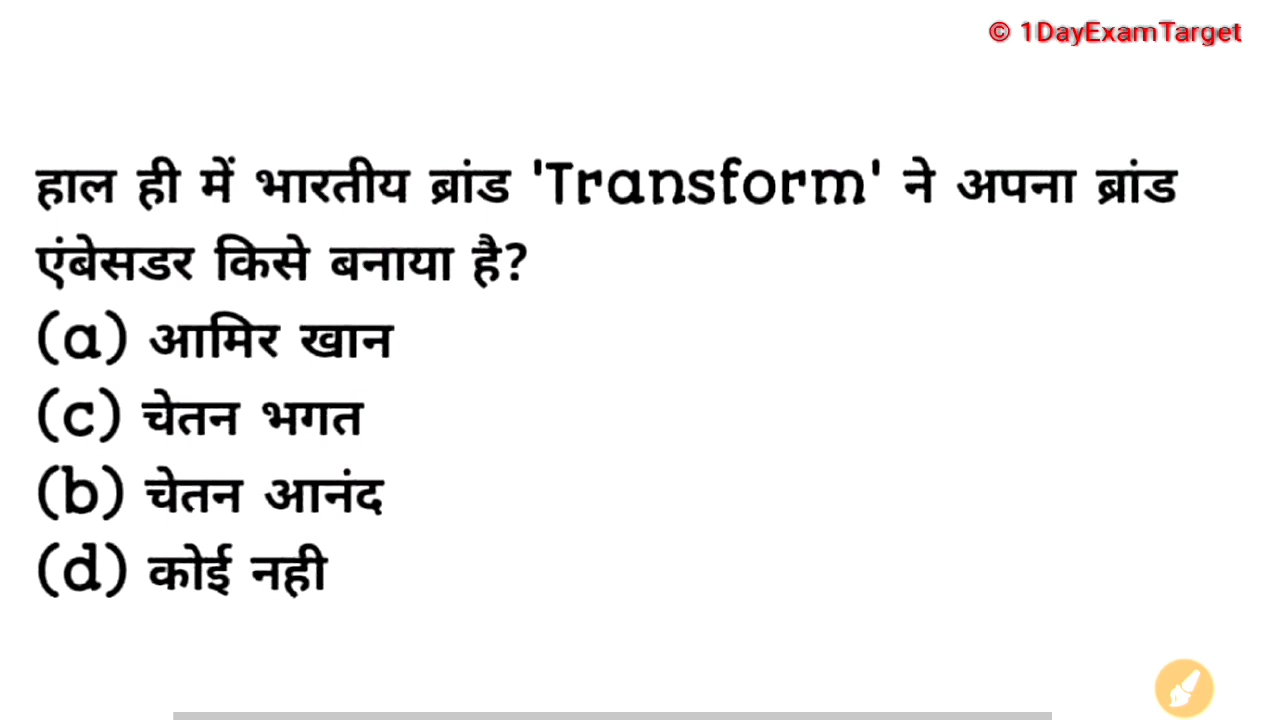 © 1DayExamTarget
हाल ही में भारतीय ब्रांड 'Transform' ने अपना ब्रांड
एंबेसडर किसे बनाया है?
(a) आमिर खान
(c) चेतन भगत
(b) चेतन आनंद
(d) कोई नही